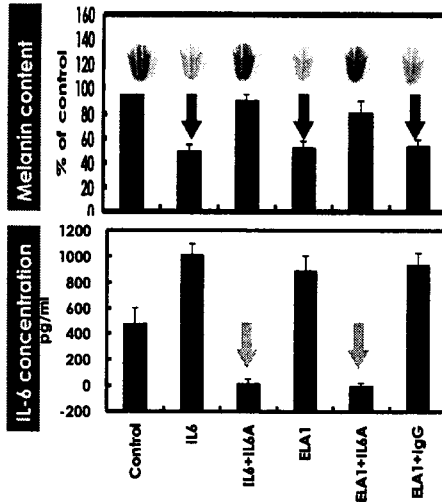 Melanin content
% of control
160
140
120
100
80
60
40
20
0
IL-6 concentration
pg/ml
1200
1000
800
600
400
200
0
-200
Control
IL6
IL6+IL6A
ELA1
ELA1+IL6A
ELA1+IgG